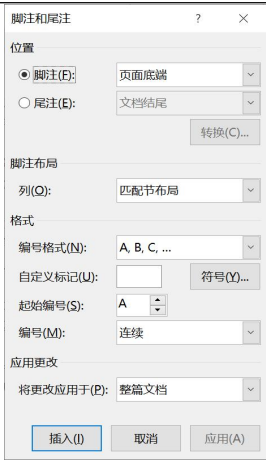 脚注和尾注 ? ×
位置
脚注(F): 页面底端
尾注(E): 文档结尾
转换(C)...
脚注布局
列(O): 匹配节布局
格式
编号格式(N): A, B, C, ...
自定义标记(U): 符号(Y)...
起始编号(S): A
编号(M): 连续
应用更改
将更改应用于(P): 整篇文档
插入(I) 取消 应用(A)